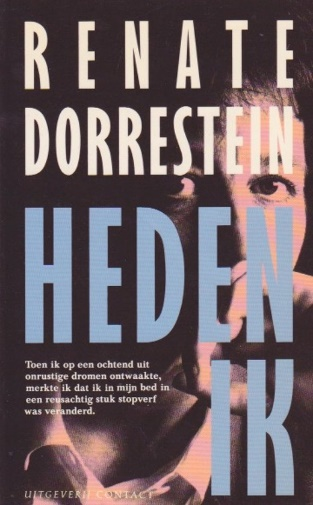 RENATE
DORRESTEIN
HEDEN
IK
Toen ik op een ochtend uit
onrustige dromen ontwaakte,
merkte ik dat ik in mijn bed in
een reusachtig stuk stopverf
was veranderd.
UITGEVERIJ CONTACT